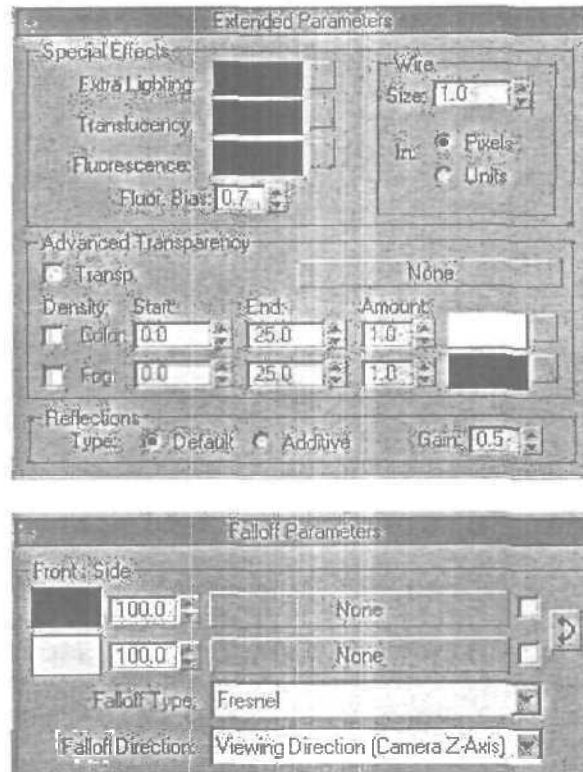 Extended Parameters
Special Effects
Extra Lighting:
Translucency:
Fluorescence:
Fluor. Bias: 0.7
Wire
Size: 1.0
In: Pixels
Units
Advanced Transparency
Transp. None
Density: Start: End: Amount:
Color: 0.0 25.0 1.0
Fog: 0.0 25.0 1.0
Reflections
Type: Default Additive Gain: 0.5
Falloff Parameters
Front : Side
100.0 None
100.0 None
Falloff Type: Fresnel
Falloff Direction: Viewing Direction (Camera Z-Axis)